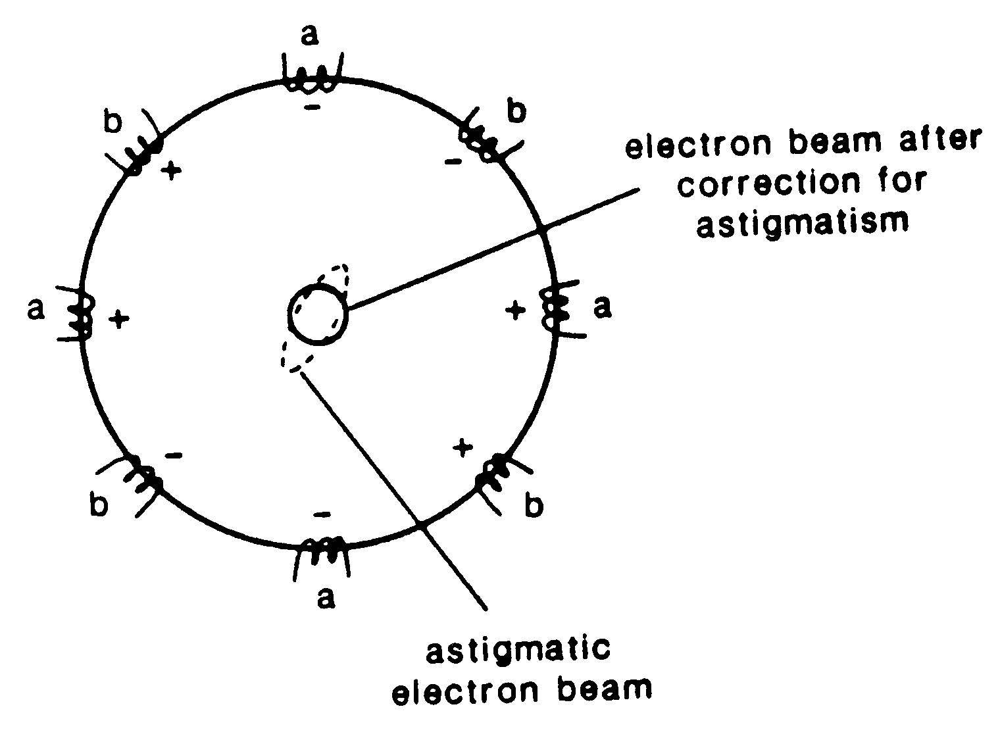 a
-
b
b
-
+
electron beam after
correction for
astigmatism
a
+
+
a
-
+
b
b
-
a
astigmatic
electron beam